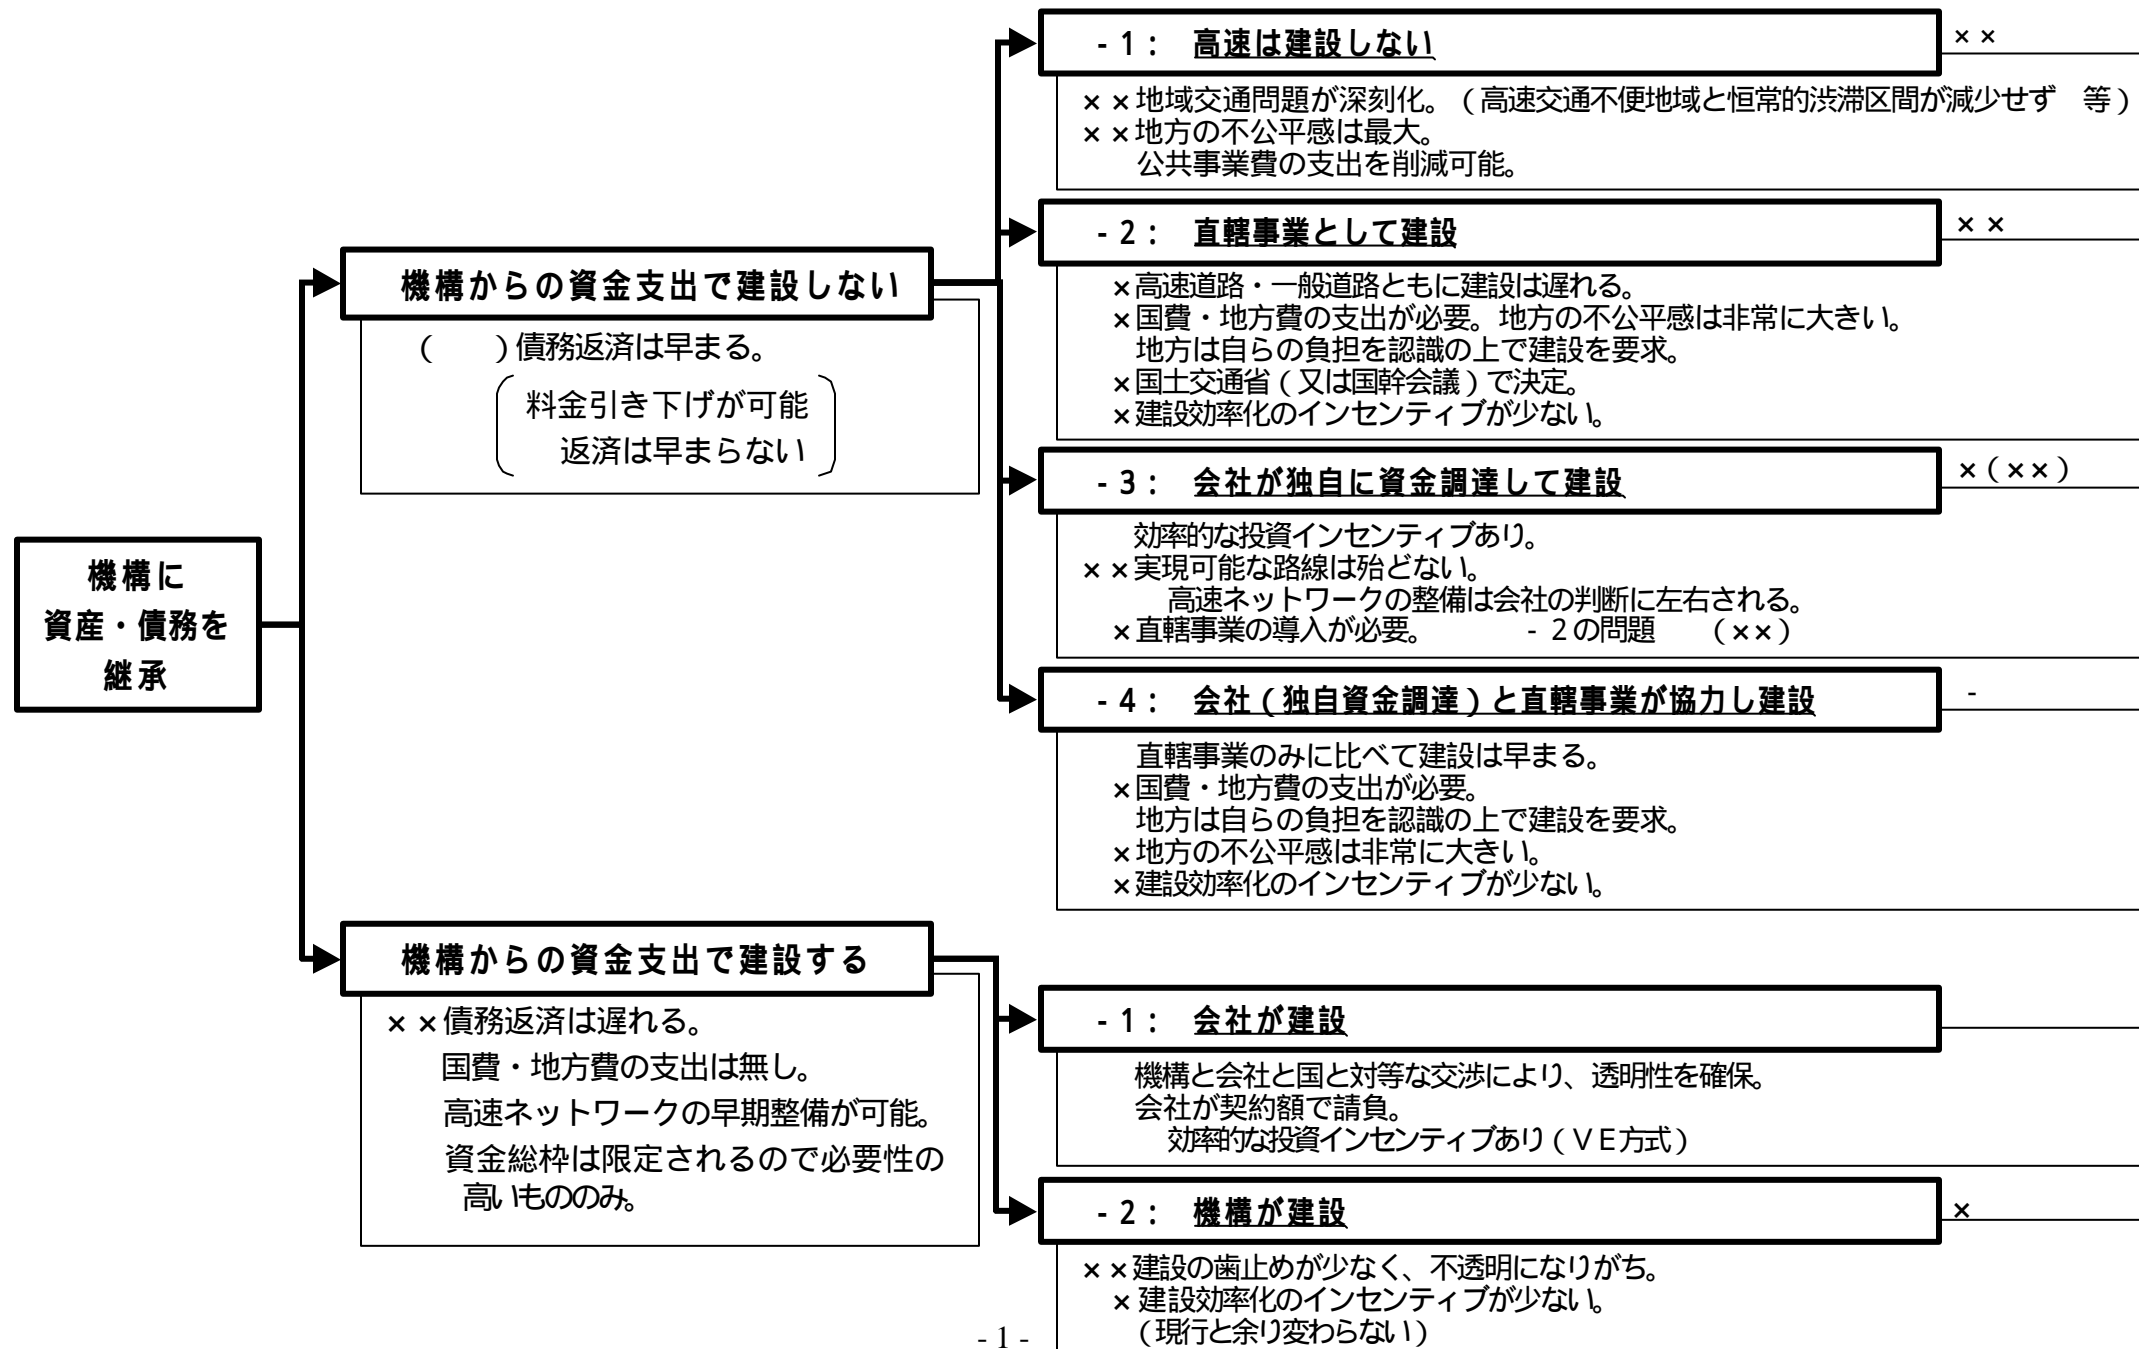 機構に
資産・債務を
継承
機構からの資金支出で建設しない
(　　)債務返済は早まる。
料金引き下げが可能
返済は早まらない
-1： 高速は建設しない
××
××地域交通問題が深刻化。(高速交通不便地域と恒常的渋滞区間が減少せず　等)
××地方の不公平感は最大。
公共事業費の支出を削減可能。
-2： 直轄事業として建設
××
×高速道路・一般道路ともに建設は遅れる。
×国費・地方費の支出が必要。地方の不公平感は非常に大きい。
地方は自らの負担を認識の上で建設を要求。
×国土交通省(又は国幹会議)で決定。
×建設効率化のインセンティブが少ない。
-3： 会社が独自に資金調達して建設
×(××)
効率的な投資インセンティブあり。
××実現可能な路線は殆どない。
高速ネットワークの整備は会社の判断に左右される。
×直轄事業の導入が必要。　　-2の問題　(××)
-4： 会社(独自資金調達)と直轄事業が協力し建設
-
直轄事業のみに比べて建設は早まる。
×国費・地方費の支出が必要。
地方は自らの負担を認識の上で建設を要求。
×地方の不公平感は非常に大きい。
×建設効率化のインセンティブが少ない。
機構からの資金支出で建設する
××債務返済は遅れる。
国費・地方費の支出は無し。
高速ネットワークの早期整備が可能。
資金総枠は限定されるので必要性の
高いもののみ。
-1： 会社が建設
機構と会社と国と対等な交渉により、透明性を確保。
会社が契約額で請負。
効率的な投資インセンティブあり(ＶＥ方式)
-2： 機構が建設
×
××建設の歯止めが少なく、不透明になりがち。
×建設効率化のインセンティブが少ない。
(現行と余り変わらない)
- 1 -